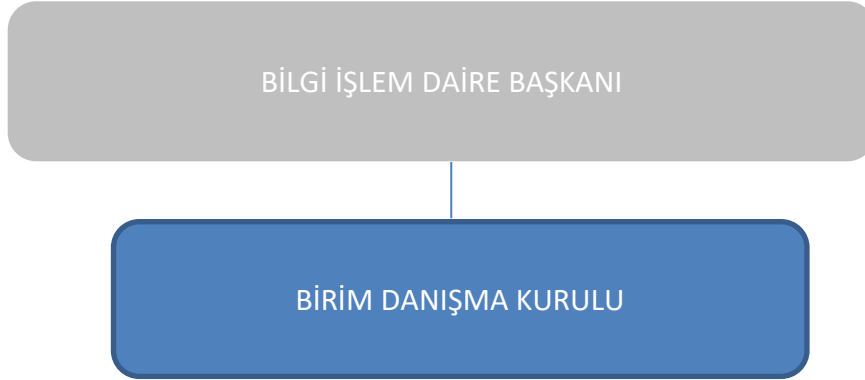 BİLGİ İŞLEM DAİRE BAŞKANI
BİRİM DANIŞMA KURULU